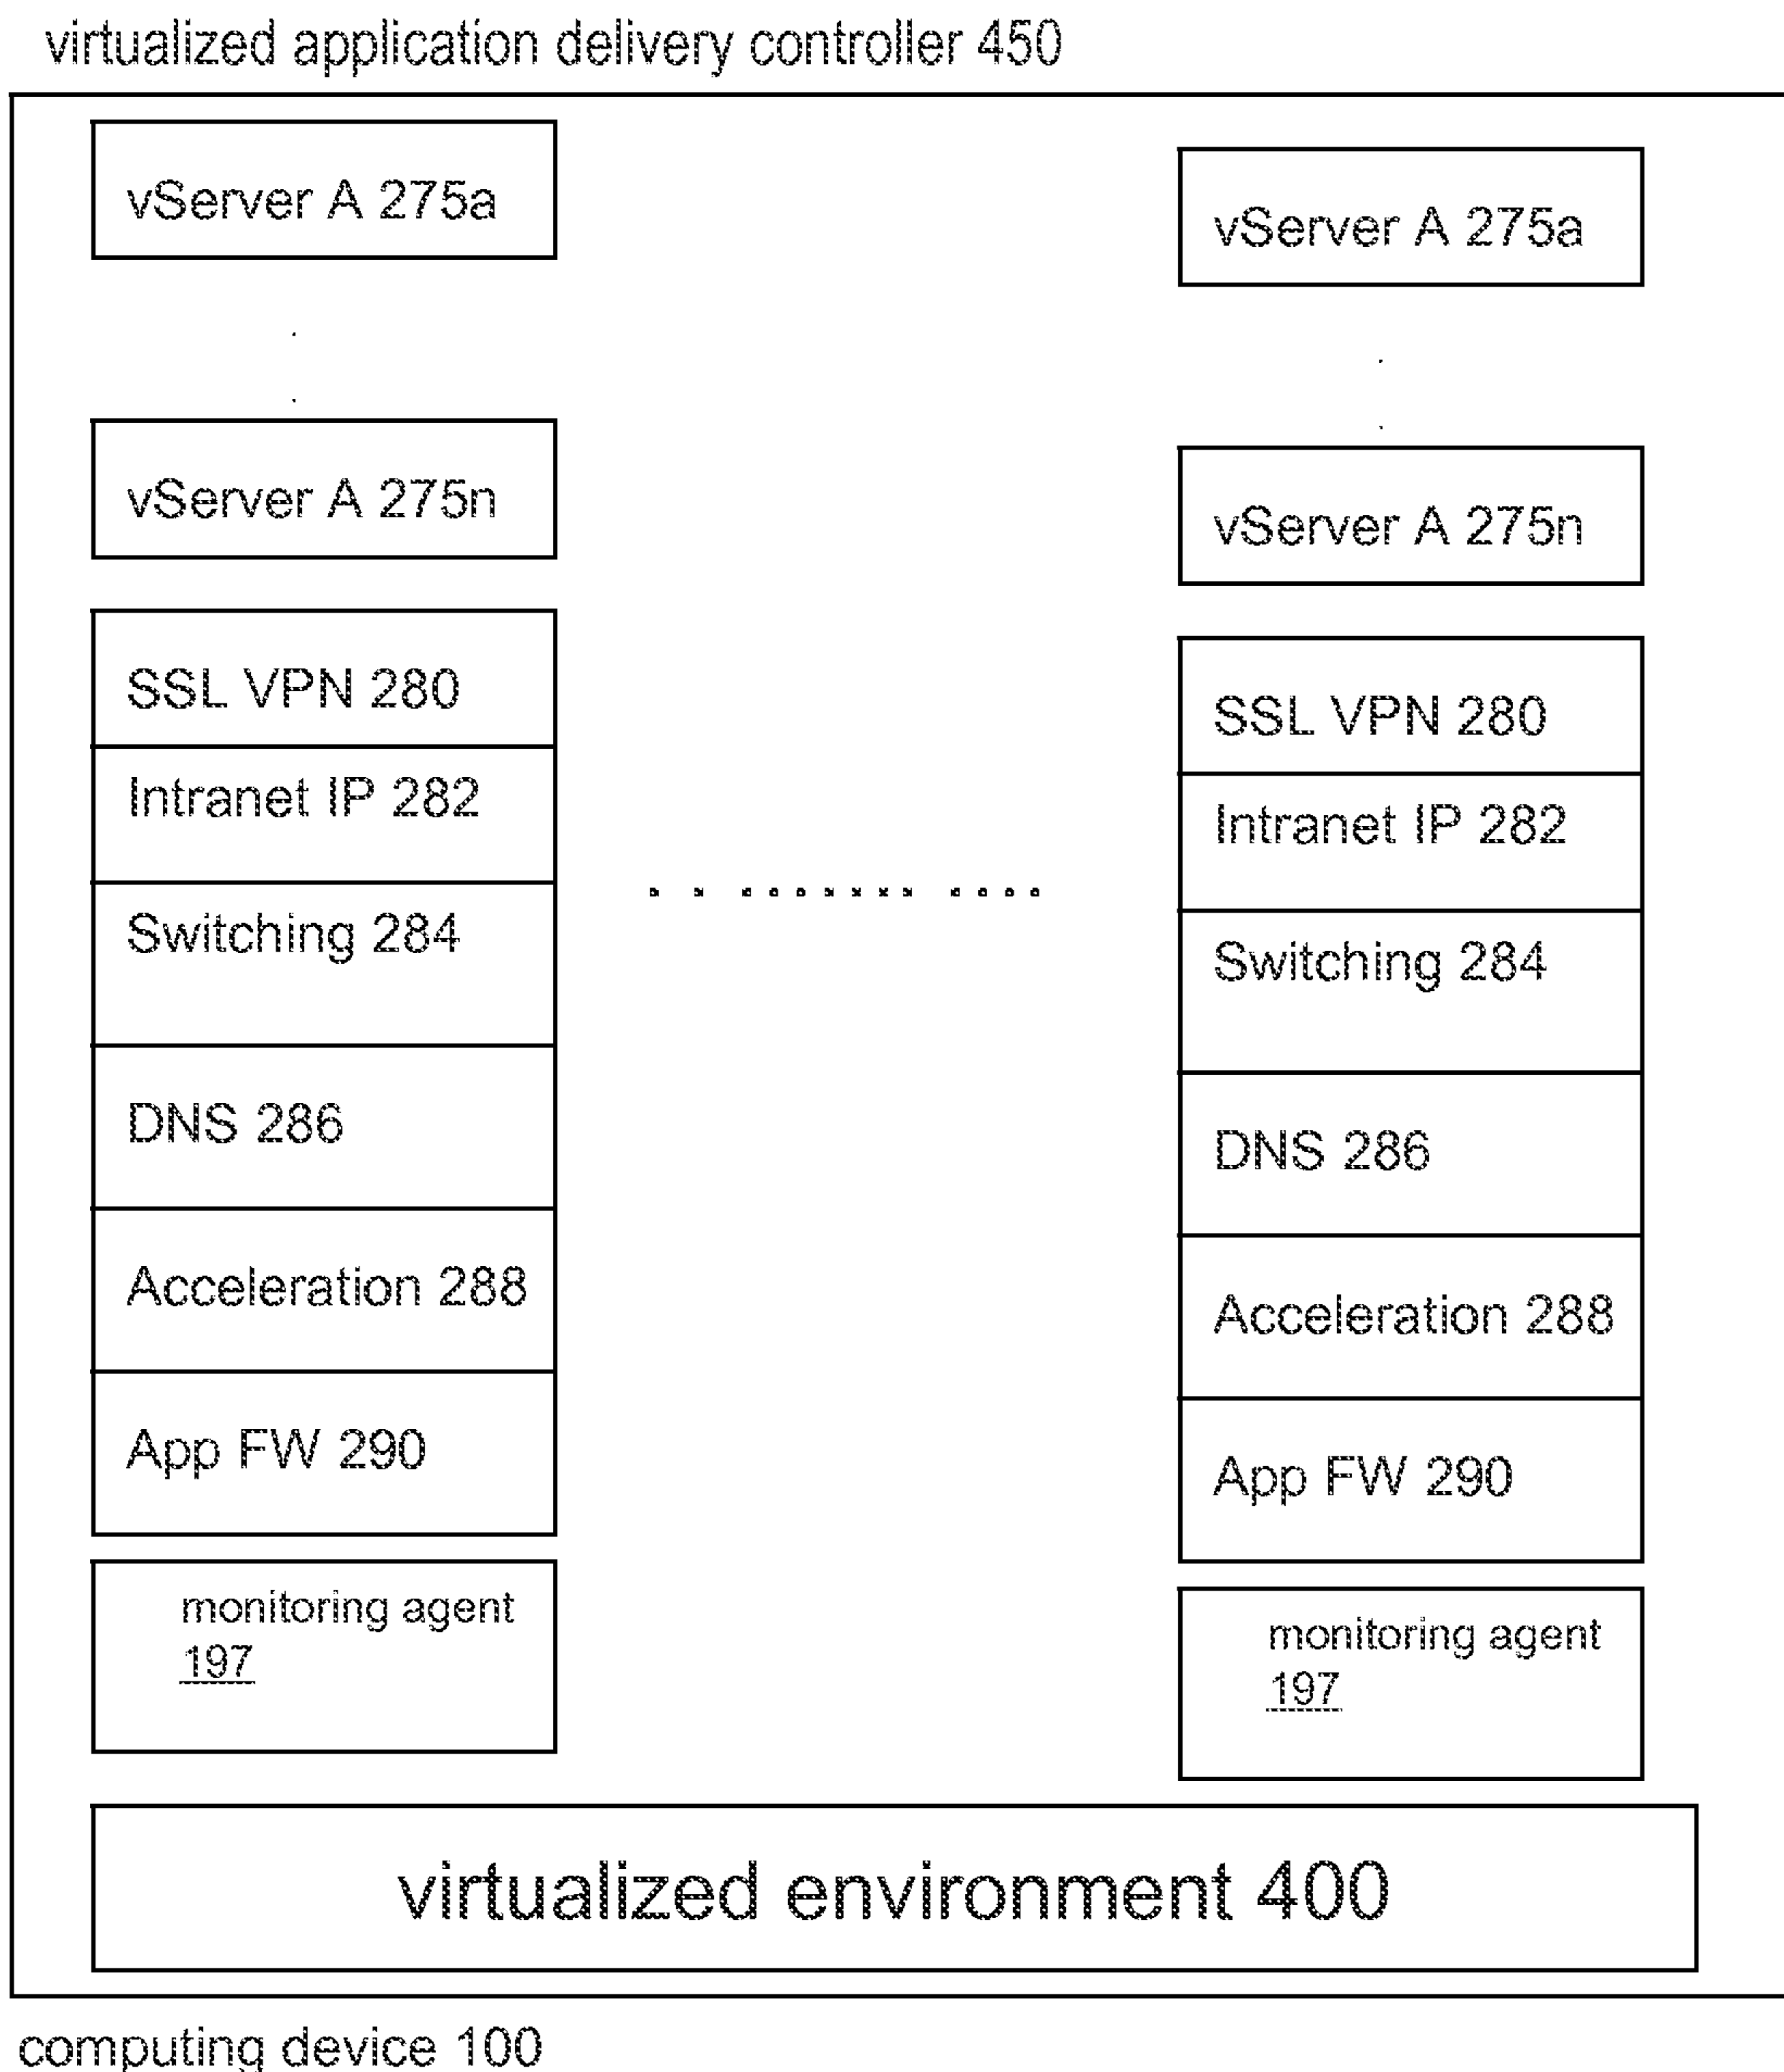 virtualized application delivery controller 450
vServer A 275a
vServer A 275n
SSL VPN 280
Intranet IP 282
Switching 284
DNS 286
Acceleration 288
App FW 290
monitoring agent
197
vServer A 275a
vServer A 275n
SSL VPN 280
Intranet IP 282
Switching 284
DNS 286
Acceleration 288
App FW 290
monitoring agent
197
virtualized environment 400
computing device 100